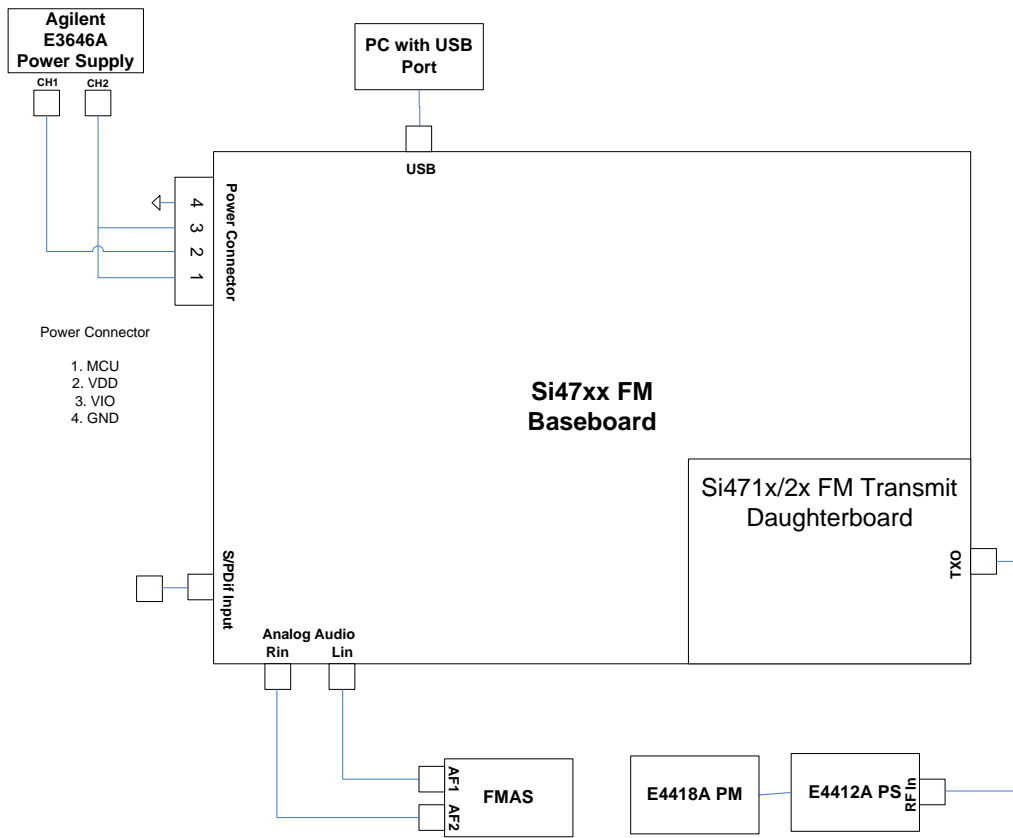 Agilent
E3646A
Power Supply
CH1
CH2
PC with USB
Port
USB
Power Connector
4
3
2
1
Power Connector
1. MCU
2. VDD
3. VIO
4. GND
Si47xx FM
Baseboard
Si471x/2x FM Transmit
Daughterboard
TXO
S/PDif Input
Analog Audio
Rin
Lin
AF1
AF2
FMAS
E4418A PM
E4412A PS
RF In